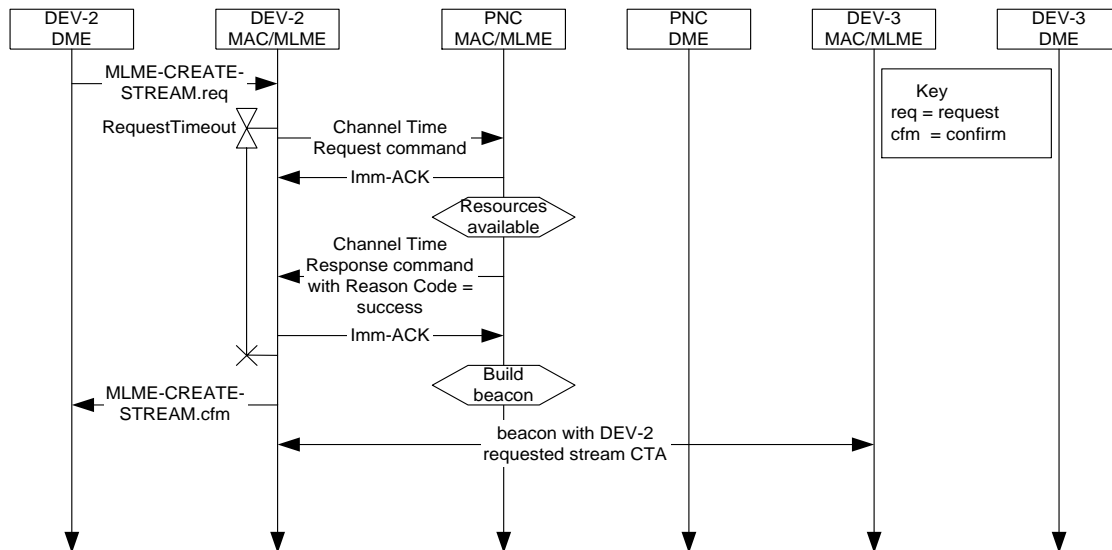 DEV-2
DME
DEV-2
MAC/MLME
PNC
MAC/MLME
PNC
DME
DEV-3
MAC/MLME
DEV-3
DME
MLME-CREATE-
STREAM.req
Key
req = request
cfm = confirm
RequestTimeout
Channel Time
Request command
Imm-ACK
Resources
available
Channel Time
Response command
with Reason Code =
success
Imm-ACK
Build
beacon
MLME-CREATE-
STREAM.cfm
beacon with DEV-2
requested stream CTA